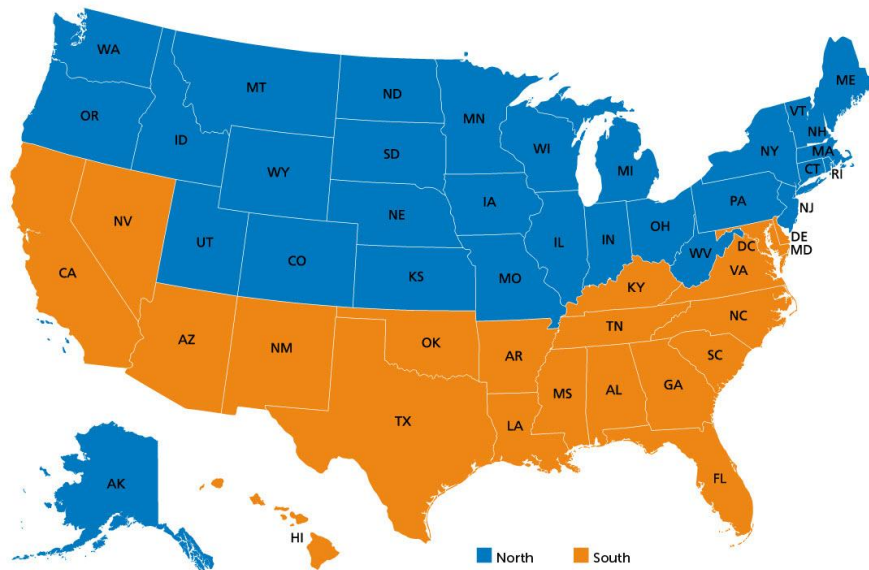 WA
MT
ND
MN
ME
OR
ID
WY
SD
WI
MI
VT
NH
NY
MA
CT
RI
NV
UT
CO
NE
IA
IL
IN
OH
PA
NJ
CA
KS
MO
WV
DC
DE
MD
VA
KY
AZ
NM
OK
AR
TN
NC
SC
TX
LA
MS
AL
GA
FL
AK
HI
North
South